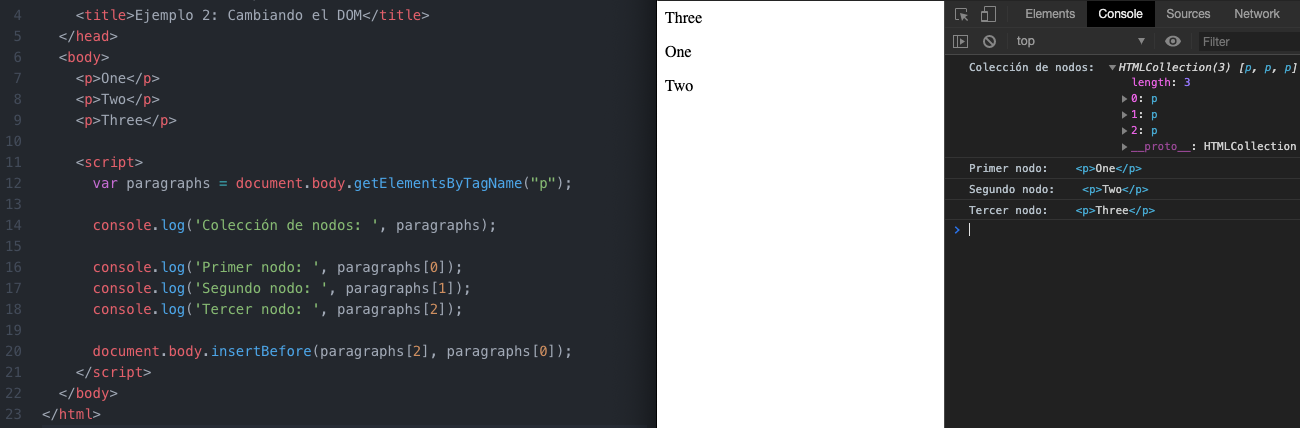 4 <title>Ejemplo 2: Cambiando el DOM</title>
5 </head>
6 <body>
7 <p>One</p>
8 <p>Two</p>
9 <p>Three</p>
10
11 <script>
12 var paragraphs = document.body.getElementsByTagName("p");
13
14 console.log('Colección de nodos: ', paragraphs);
15
16 console.log('Primer nodo: ', paragraphs[0]);
17 console.log('Segundo nodo: ', paragraphs[1]);
18 console.log('Tercer nodo: ', paragraphs[2]);
19
20 document.body.insertBefore(paragraphs[2], paragraphs[0]);
21 </script>
22 </body>
23 </html>
Three
One
Two
Elements Console Sources Network
top Filter
Colección de nodos: HTMLCollection(3) [p, p, p]
length: 3
0: p
1: p
2: p
__proto__: HTMLCollection
Primer nodo: <p>One</p>
Segundo nodo: <p>Two</p>
Tercer nodo: <p>Three</p>